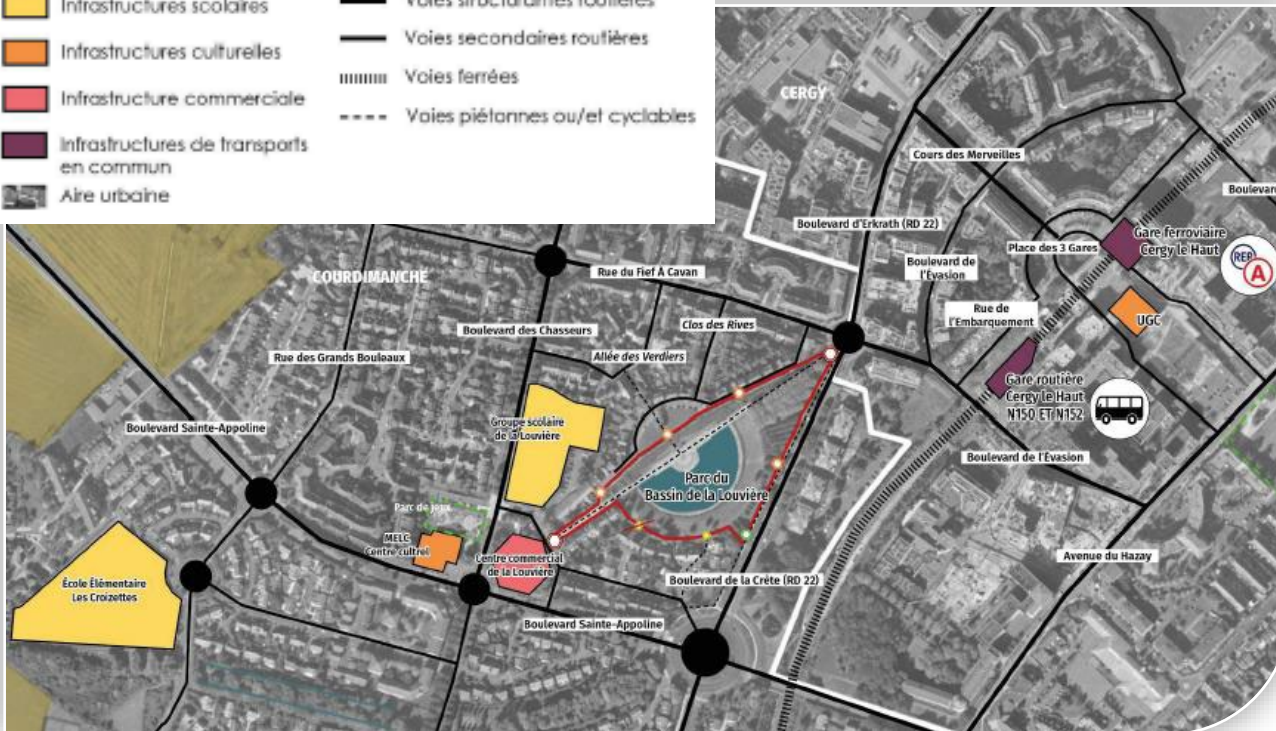 Infrastructures scolaires
Infrastructures culturelles
Infrastructure commerciale
Infrastructures de transports
en commun
Aire urbaine
Voies structurantes routières
Voies secondaires routières
Voies ferrées
Voies piétonnes ou/et cyclables
CERGY
Cours des Merveilles
Boulevard
Boulevard d'Erkrath (RD 22)
Gare ferroviaire
Cergy le Haut
Place des 3 Gares
RER
A
Boulevard de
l'Évasion
COURDIMANCHE
Rue du Fief À Cavan
Rue de
l'Embarquement
UGC
Boulevard des Chasseurs
Clos des Rives
Rue des Grands Bouleaux
Allée des Verdiers
Gare routière
Cergy le Haut
N150 ET N152
Boulevard Sainte-Appoline
Groupe scolaire
de la Louvière
Boulevard de l'Évasion
Parc du
Bassin de la Louvière
Parc de jeux
MELC
Centre cultrel
Centre commercial
de la Louvière
Avenue du Hazay
École Élémentaire
Les Croizettes
Boulevard de la Crête (RD 22)
Boulevard Sainte-Appoline